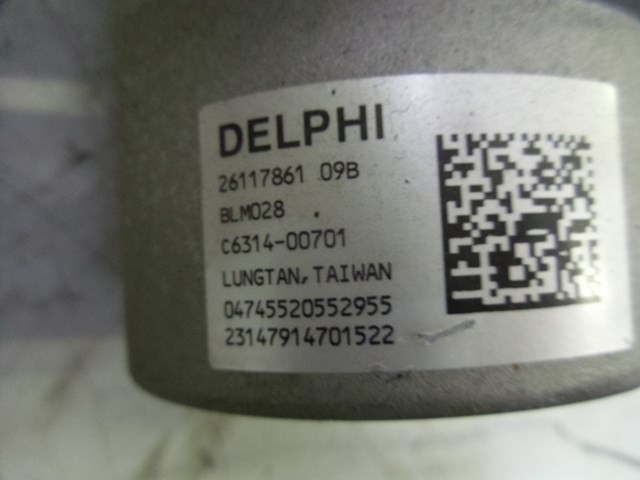 DELPHI
26117861 09B
BLM028
C6314-00701
LUNGTAN, TAIWAN
04745520552955
23147914701522